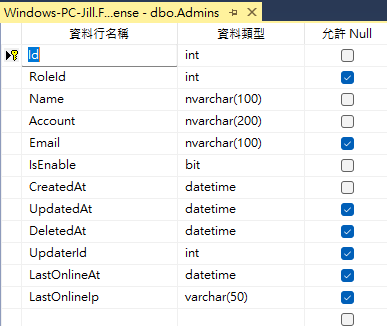 Windows-PC-Jill.F...ense - dbo.Admins
資料行名稱 資料類型 允許 Null
Id int
RoleId int
Name nvarchar(100)
Account nvarchar(200)
Email nvarchar(100)
IsEnable bit
CreatedAt datetime
UpdatedAt datetime
DeletedAt datetime
UpdaterId int
LastOnlineAt datetime
LastOnlineIp varchar(50)